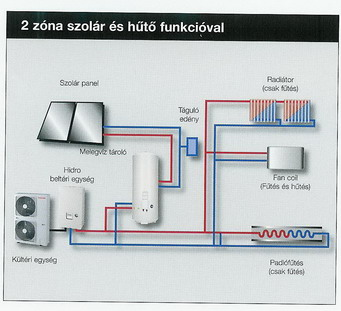 2 zóna szolár és hűtő funkcióval
Szolár panel
Radiátor
(csak fűtés)
Táguló
edény
Melegvíz tároló
Hidro
beltéri egység
Fan coil
(Fűtés és hűtés)
Kültéri egység
Padlófűtés
(csak fűtés)